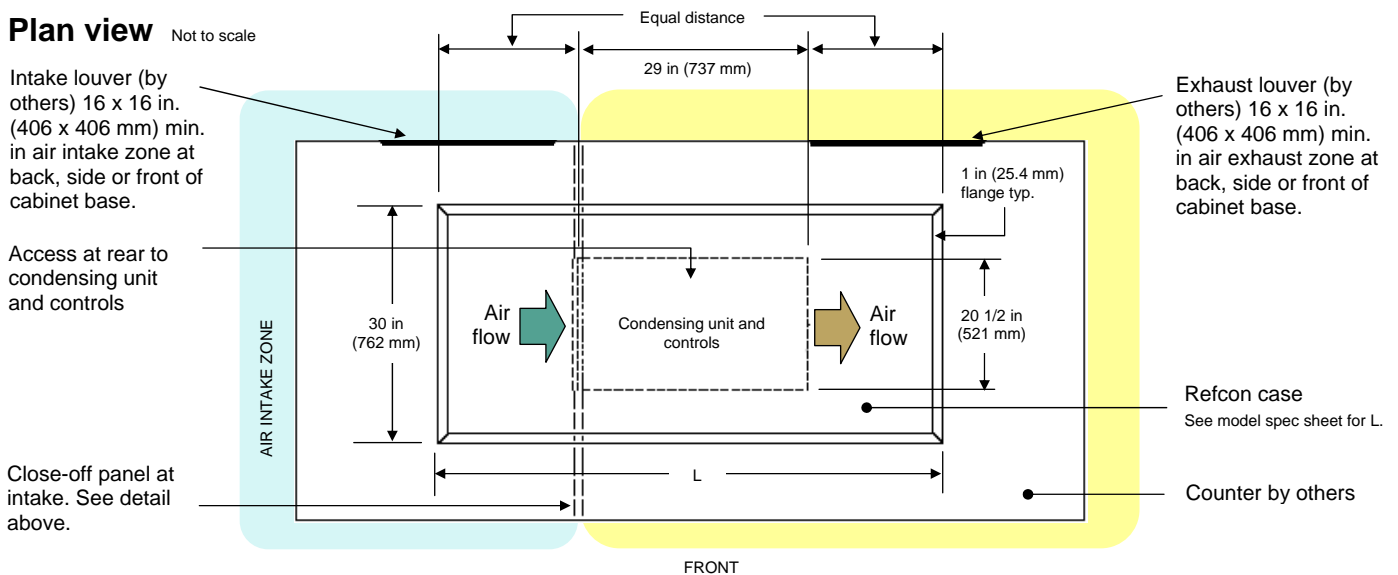 Plan view Not to scale
Equal distance
29 in (737 mm)
Intake louver (by
others) 16 x 16 in.
(406 x 406 mm) min.
in air intake zone at
back, side or front of
cabinet base.
Exhaust louver (by
others) 16 x 16 in.
(406 x 406 mm) min.
in air exhaust zone at
back, side or front of
cabinet base.
1 in (25.4 mm)
flange typ.
Access at rear to
condensing unit
and controls
30 in
(762 mm)
Air
flow
Condensing unit and
controls
Air
flow
20 1/2 in
(521 mm)
AIR INTAKE ZONE
Refcon case
See model spec sheet for L.
Close-off panel at
intake. See detail
above.
L
Counter by others
FRONT